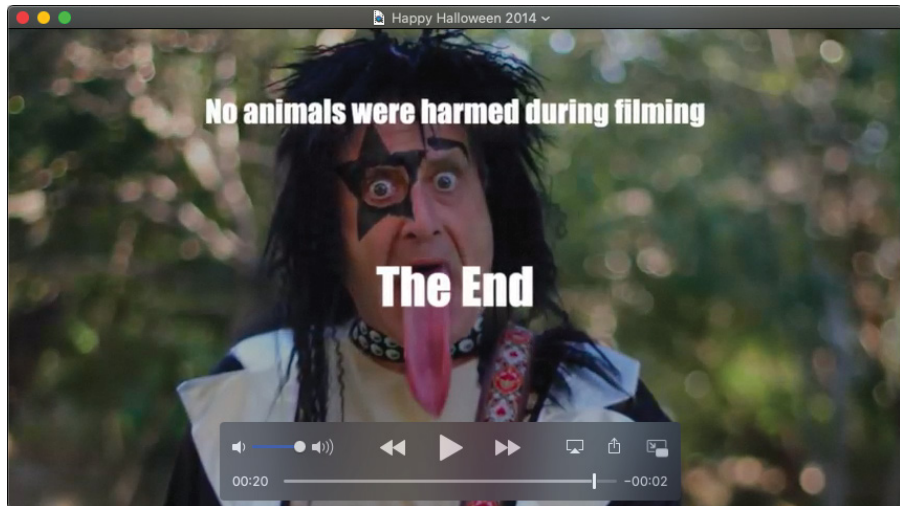 Happy Halloween 2014
No animals were harmed during filming
The End
00:20
-00:02